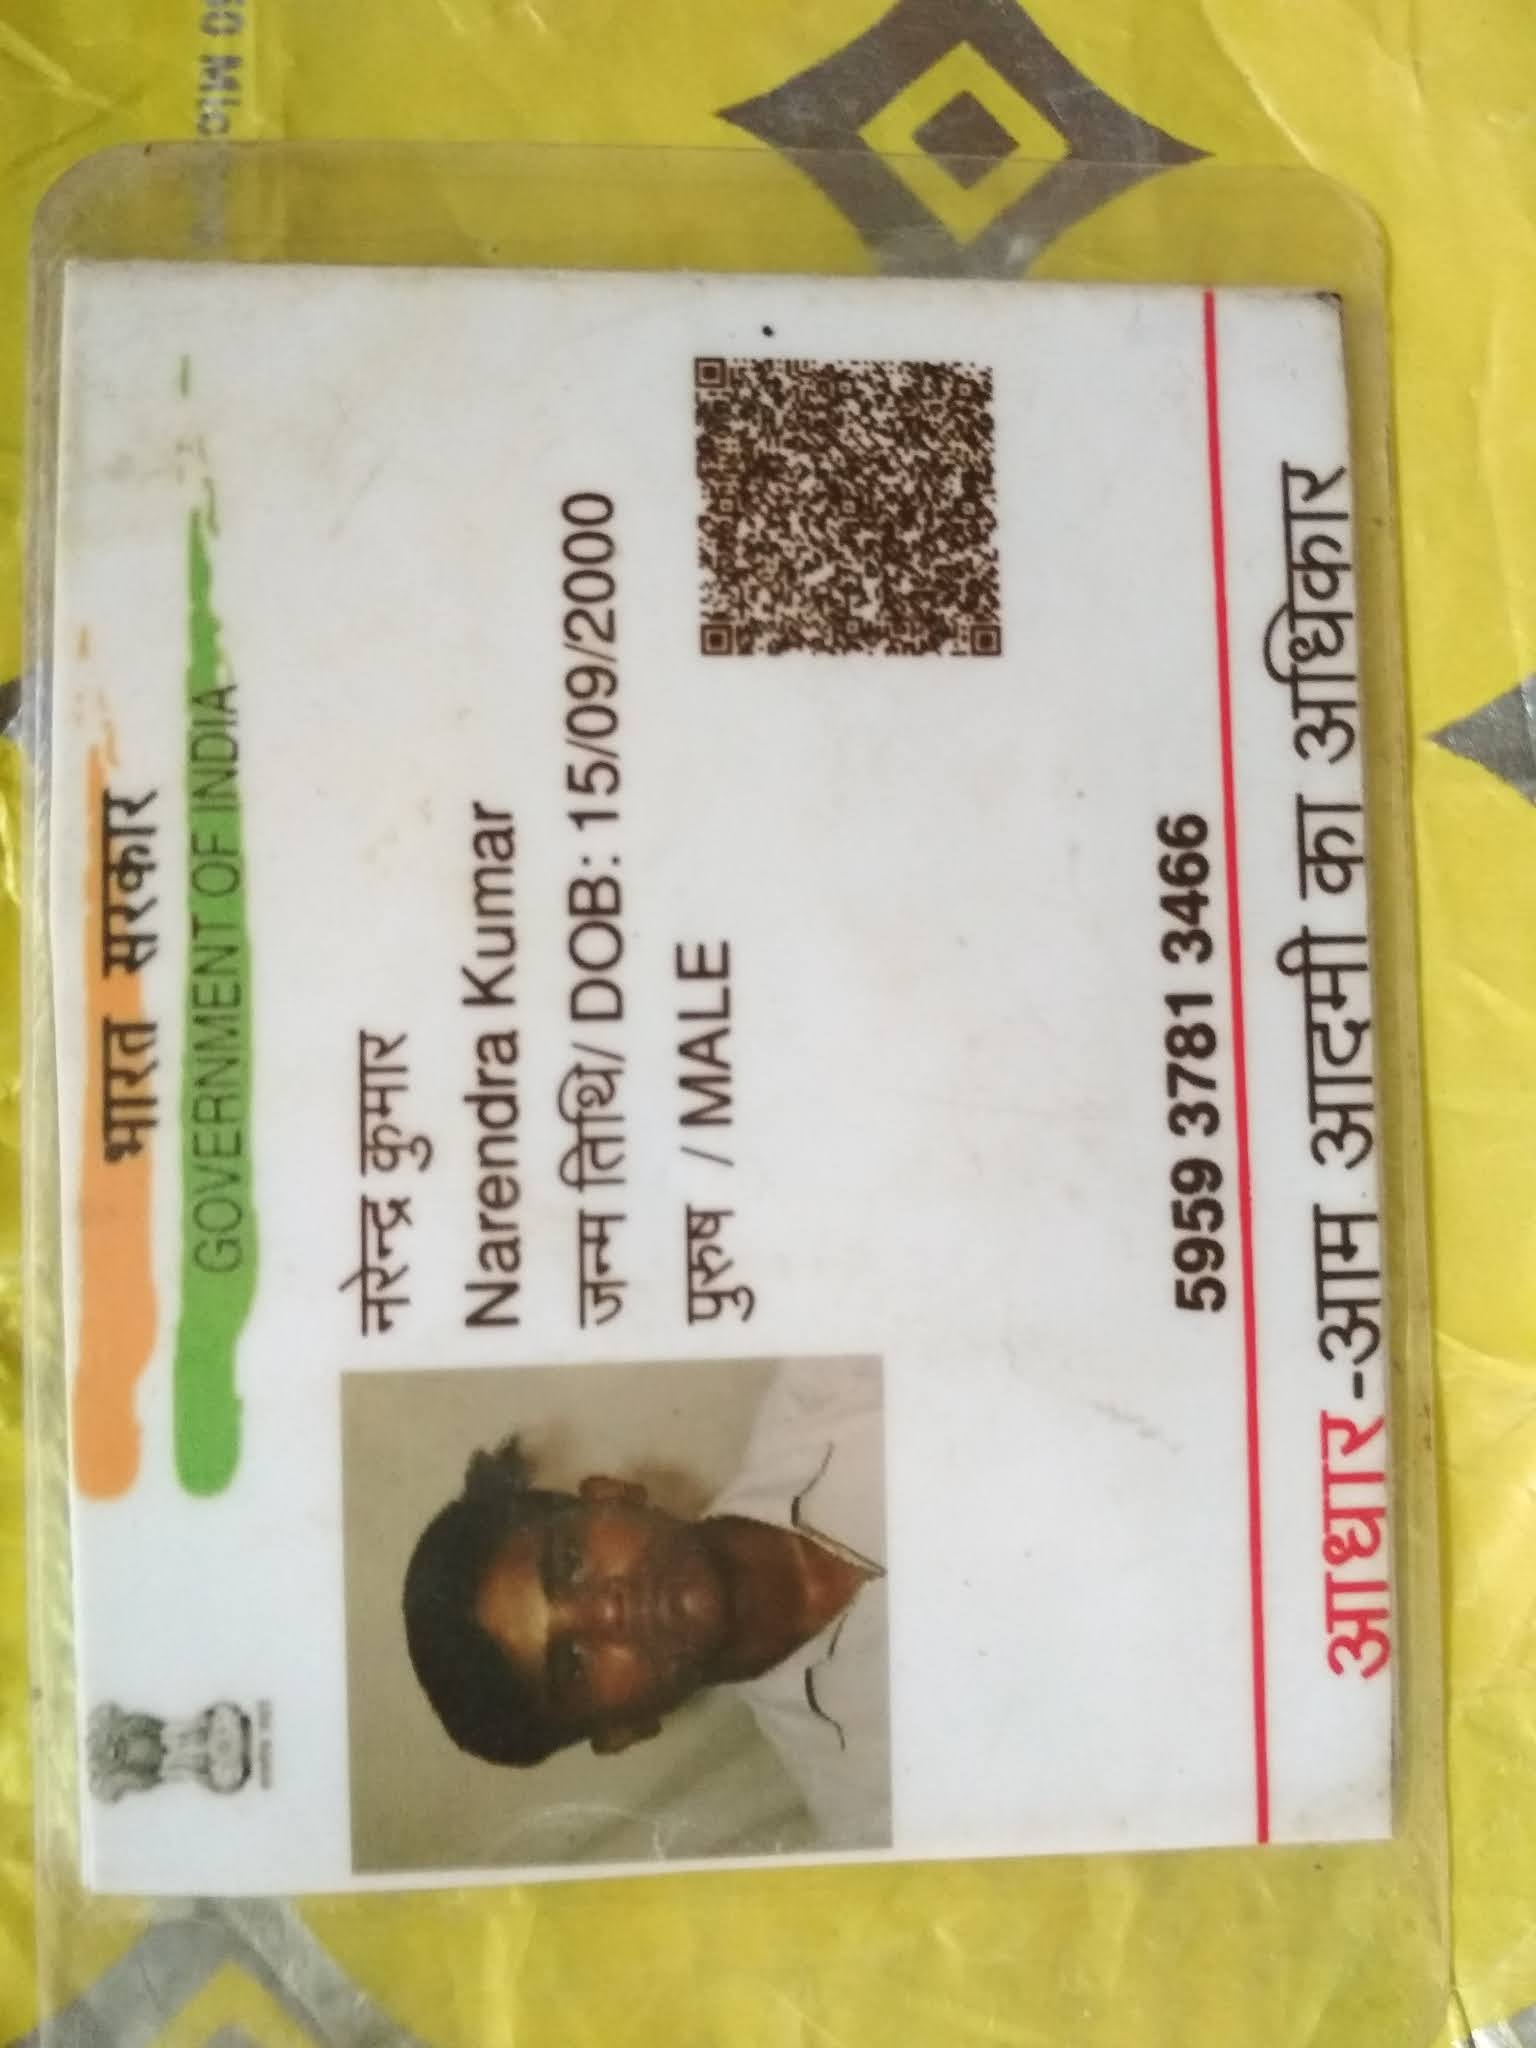 भारत सरकार
GOVERNMENT OF INDIA
नरेन्द्र कुमार
Narendra Kumar
जन्म तिथि/ DOB: 15/09/2000
पुरुष / MALE
5959 3781 3466
आधार-आम आदमी का अधिकार